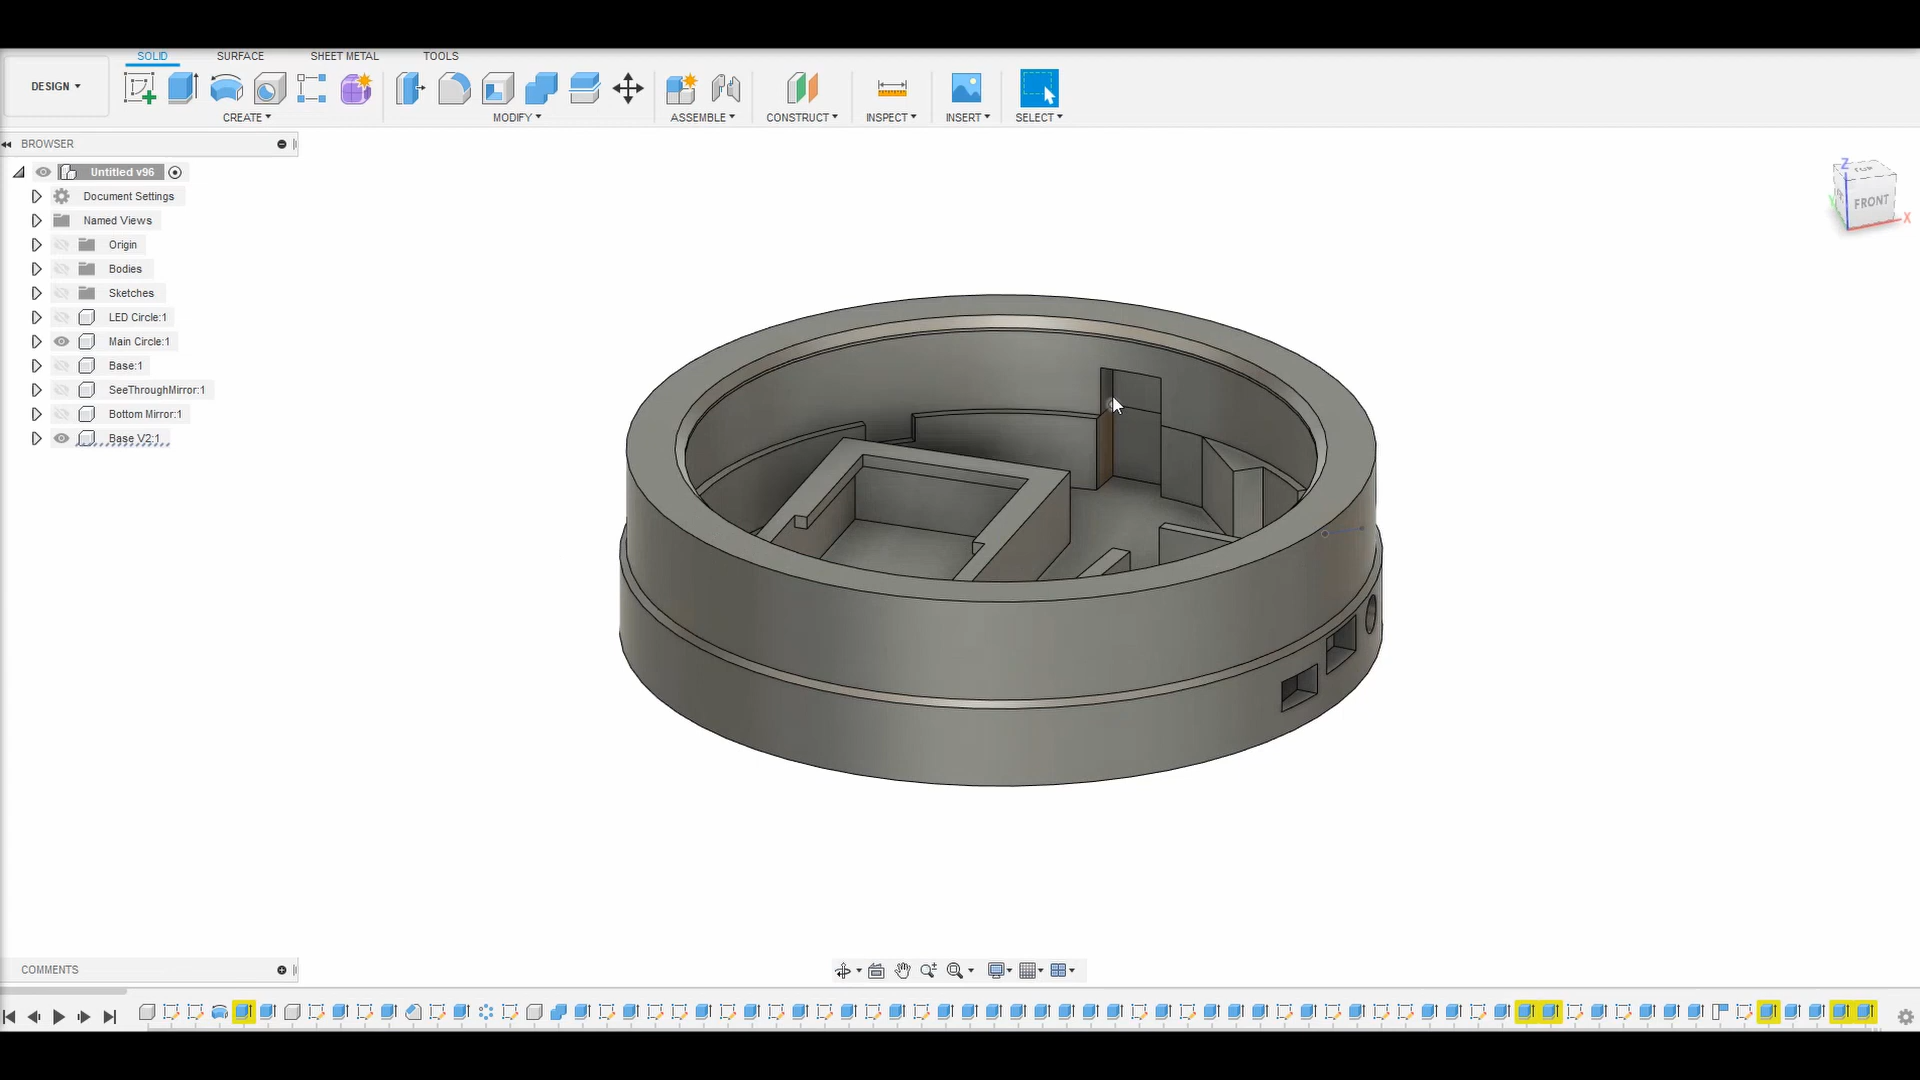 SOLID SURFACE SHEET METAL TOOLS
DESIGN
CREATE MODIFY ASSEMBLE CONSTRUCT INSPECT INSERT SELECT
BROWSER
Untitled v96
Document Settings
Named Views
Origin
Bodies
Sketches
LED Circle:1
Main Circle:1
Base:1
SeeThroughMirror:1
Bottom Mirror:1
Base V2:1
Z
TOP
FRONT
X
COMMENTS